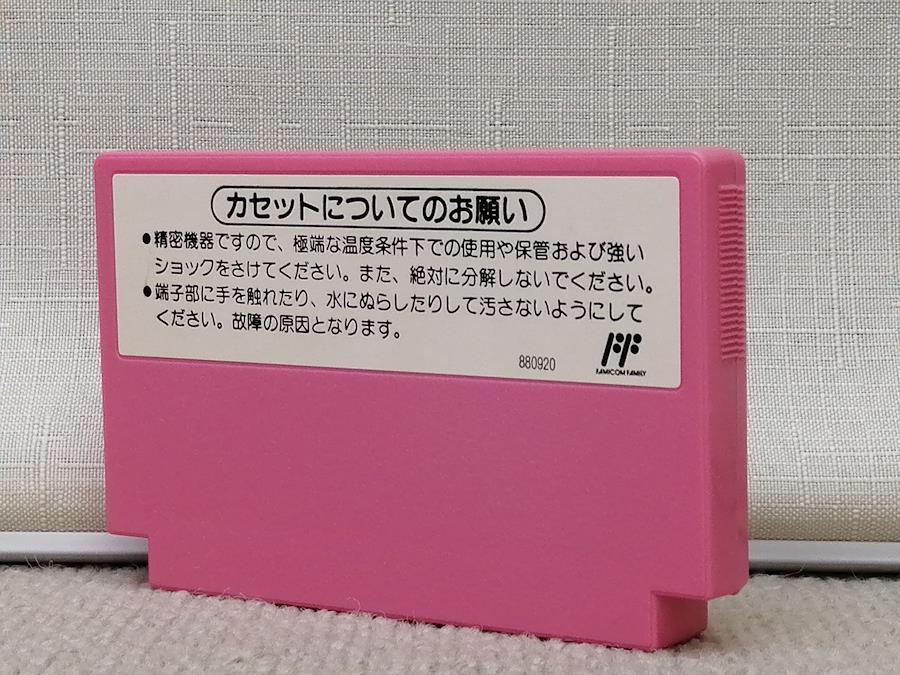 カセットについてのお願い
●精密機器ですので、極端な温度条件下での使用や保管および強い
ショックをさけてください。また、絶対に分解しないでください。
●端子部に手を触れたり、水にぬらしたりして汚さないようにして
ください。故障の原因となります。
880920
FF
FAMICOM FAMILY